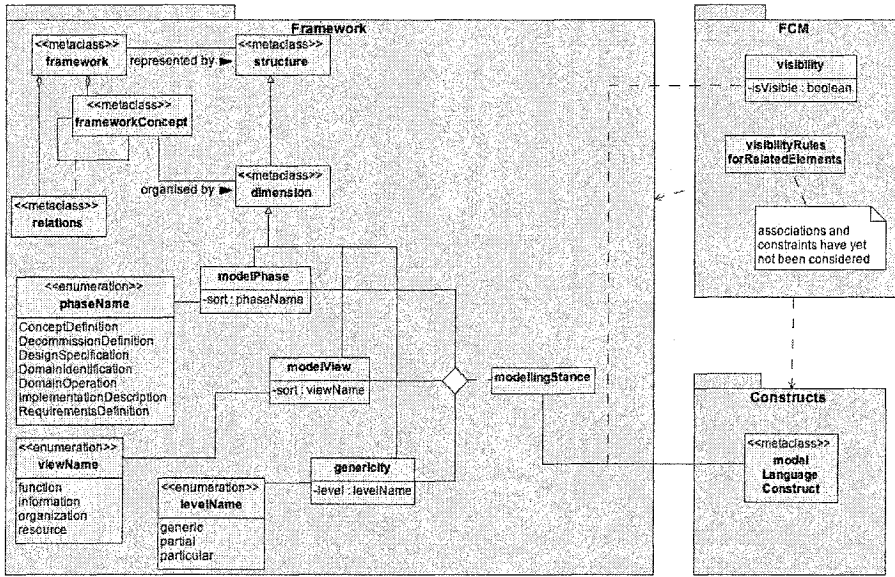 Framework
<<metaclass>>
framework
represented by
<<metaclass>>
structure
<<metaclass>>
frameworkConcept
organised by
<<metaclass>>
dimension
<<metaclass>>
relations
<<enumeration>>
phaseName
ConceptDefinition
DecommissionDefinition
DesignSpecification
DomainIdentification
DomainOperation
ImplementationDescription
RequirementsDefinition
modelPhase
-sort : phaseName
modelView
-sort : viewName
modellingStance
<<enumeration>>
viewName
function
information
organization
resource
<<enumeration>>
levelName
generic
partial
particular
genericity
-level : levelName
FCM
visibility
-isVisible : boolean
visibilityRules
forRelatedElements
associations and
constraints have yet
not been considered
Constructs
<<metaclass>>
model
Language
Construct